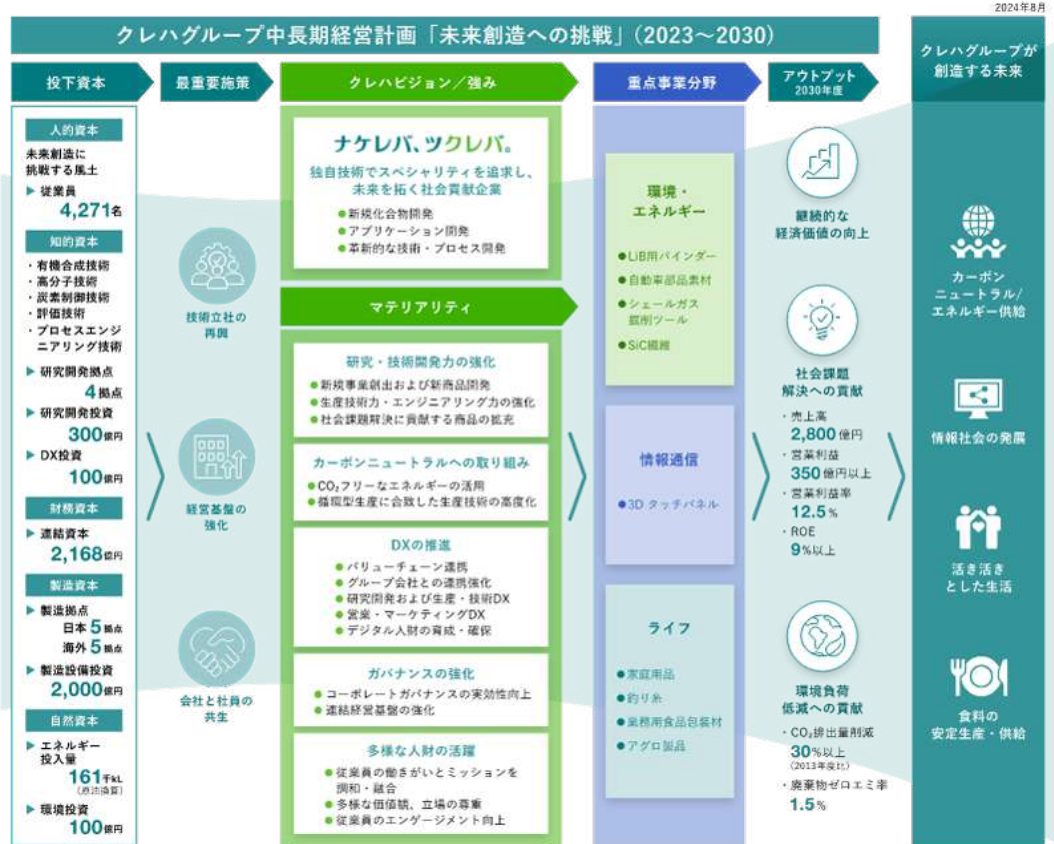 2024年8月
クレハグループ中長期経営計画「未来創造への挑戦」(2023〜2030)
投下資本
人的資本
未来創造に
挑戦する風土
▶ 従業員
4,271名
知的資本
・有機合成技術
・高分子技術
・炭素制御技術
・評価技術
・プロセスエンジ
ニアリング技術
▶ 研究開発拠点
4拠点
▶ 研究開発投資
300億円
▶ DX投資
100億円
財務資本
▶ 連結資本
2,168億円
製造資本
▶ 製造拠点
日本 5拠点
海外 5拠点
▶ 製造設備投資
2,000億円
自然資本
▶ エネルギー
投入量
161千kL
(原油換算)
▶ 環境投資
100億円
最重要施策
技術立社の
再興
経営基盤の
強化
会社と社員の
共生
クレハビジョン/強み
ナケレバ、ツクレバ。
独自技術でスペシャリティを追求し、
未来を拓く社会貢献企業
●新規化合物開発
●アプリケーション開発
●革新的な技術・プロセス開発
マテリアリティ
研究・技術開発力の強化
●新規事業創出および新商品開発
●生産技術力・エンジニアリング力の強化
●社会課題解決に貢献する商品の拡充
カーボンニュートラルへの取り組み
●CO₂フリーなエネルギーの活用
●循環型生産に合致した生産技術の高度化
DXの推進
●バリューチェーン連携
●グループ会社との連携強化
●研究開発および生産・技術DX
●営業・マーケティングDX
●デジタル人財の育成・確保
ガバナンスの強化
●コーポレートガバナンスの実効性向上
●連結経営基盤の強化
多様な人財の活躍
●従業員の働きがいとミッションを
調和・融合
●多様な価値観、立場の尊重
●従業員のエンゲージメント向上
重点事業分野
環境・
エネルギー
●LiB用バインダー
●自動車部品素材
●シェールガス
掘削ツール
●SiC繊維
情報通信
●3D タッチパネル
ライフ
●家庭用品
●釣り糸
●業務用食品包装材
●アグロ製品
アウトプット
2030年度
継続的な
経済価値の向上
社会課題
解決への貢献
・売上高
2,800億円
・営業利益
350億円以上
・営業利益率
12.5%
・ROE
9%以上
環境負荷
低減への貢献
・CO₂排出量削減
30%以上
(2013年度比)
・廃棄物ゼロエミ率
1.5%
クレハグループが
創造する未来
カーボン
ニュートラル/
エネルギー供給
情報社会の発展
活き活き
とした生活
食料の
安定生産・供給